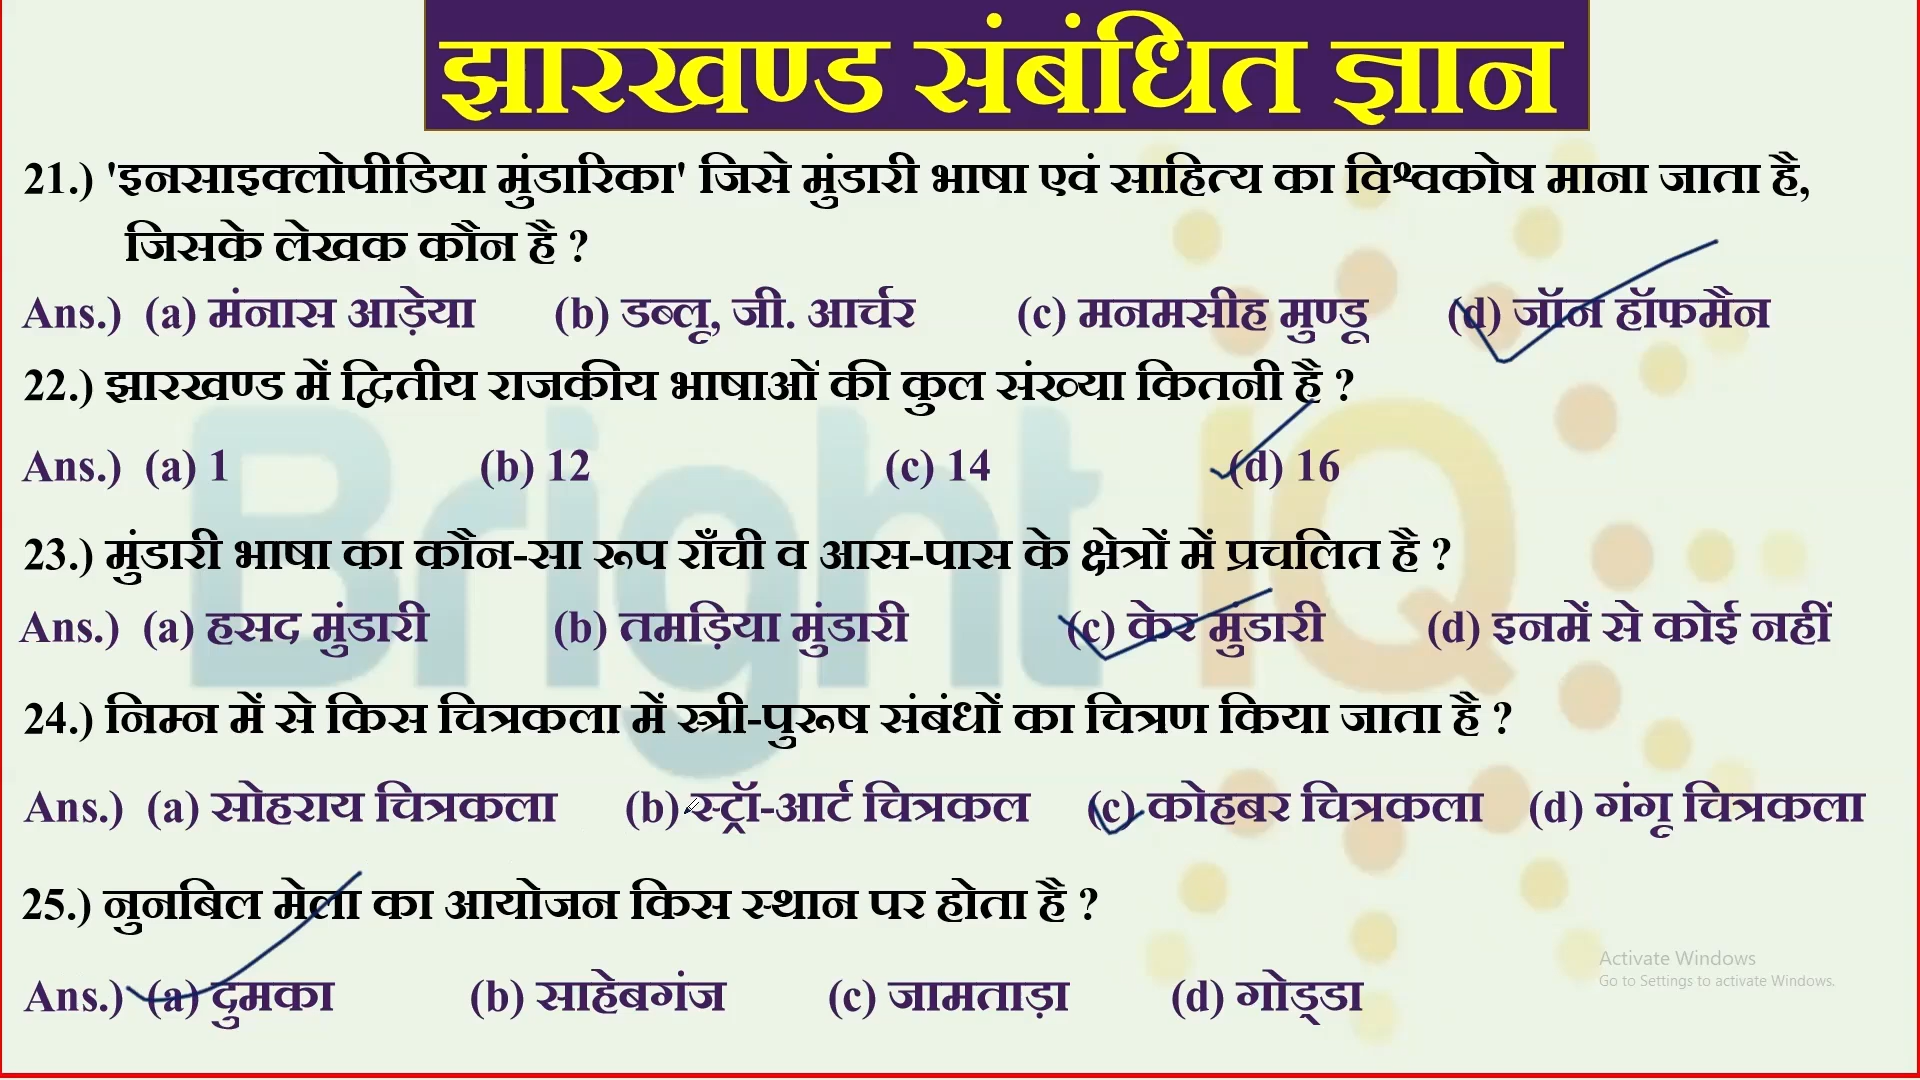 झारखण्ड संबंधित ज्ञान
21.) 'इनसाइक्लोपीडिया मुंडारिका' जिसे मुंडारी भाषा एवं साहित्य का विश्वकोष माना जाता है,
जिसके लेखक कौन है ?
Ans.) (a) मंनास आड़ेया (b) डब्लू, जी. आर्चर (c) मनमसीह मुण्डू (d) जॉन हॉफमैन
22.) झारखण्ड में द्वितीय राजकीय भाषाओं की कुल संख्या कितनी है ?
Ans.) (a) 1 (b) 12 (c) 14 (d) 16
23.) मुंडारी भाषा का कौन-सा रूप राँची व आस-पास के क्षेत्रों में प्रचलित है ?
Ans.) (a) हसद मुंडारी (b) तमड़िया मुंडारी (c) केर मुंडारी (d) इनमें से कोई नहीं
24.) निम्न में से किस चित्रकला में स्त्री-पुरूष संबंधों का चित्रण किया जाता है ?
Ans.) (a) सोहराय चित्रकला (b) स्ट्रॉ-आर्ट चित्रकल (c) कोहबर चित्रकला (d) गंगू चित्रकला
25.) नुनबिल मेला का आयोजन किस स्थान पर होता है ?
Ans.) (a) दुमका (b) साहेबगंज (c) जामताड़ा (d) गोड्डा
Bright IQ
Activate Windows
Go to Settings to activate Windows.